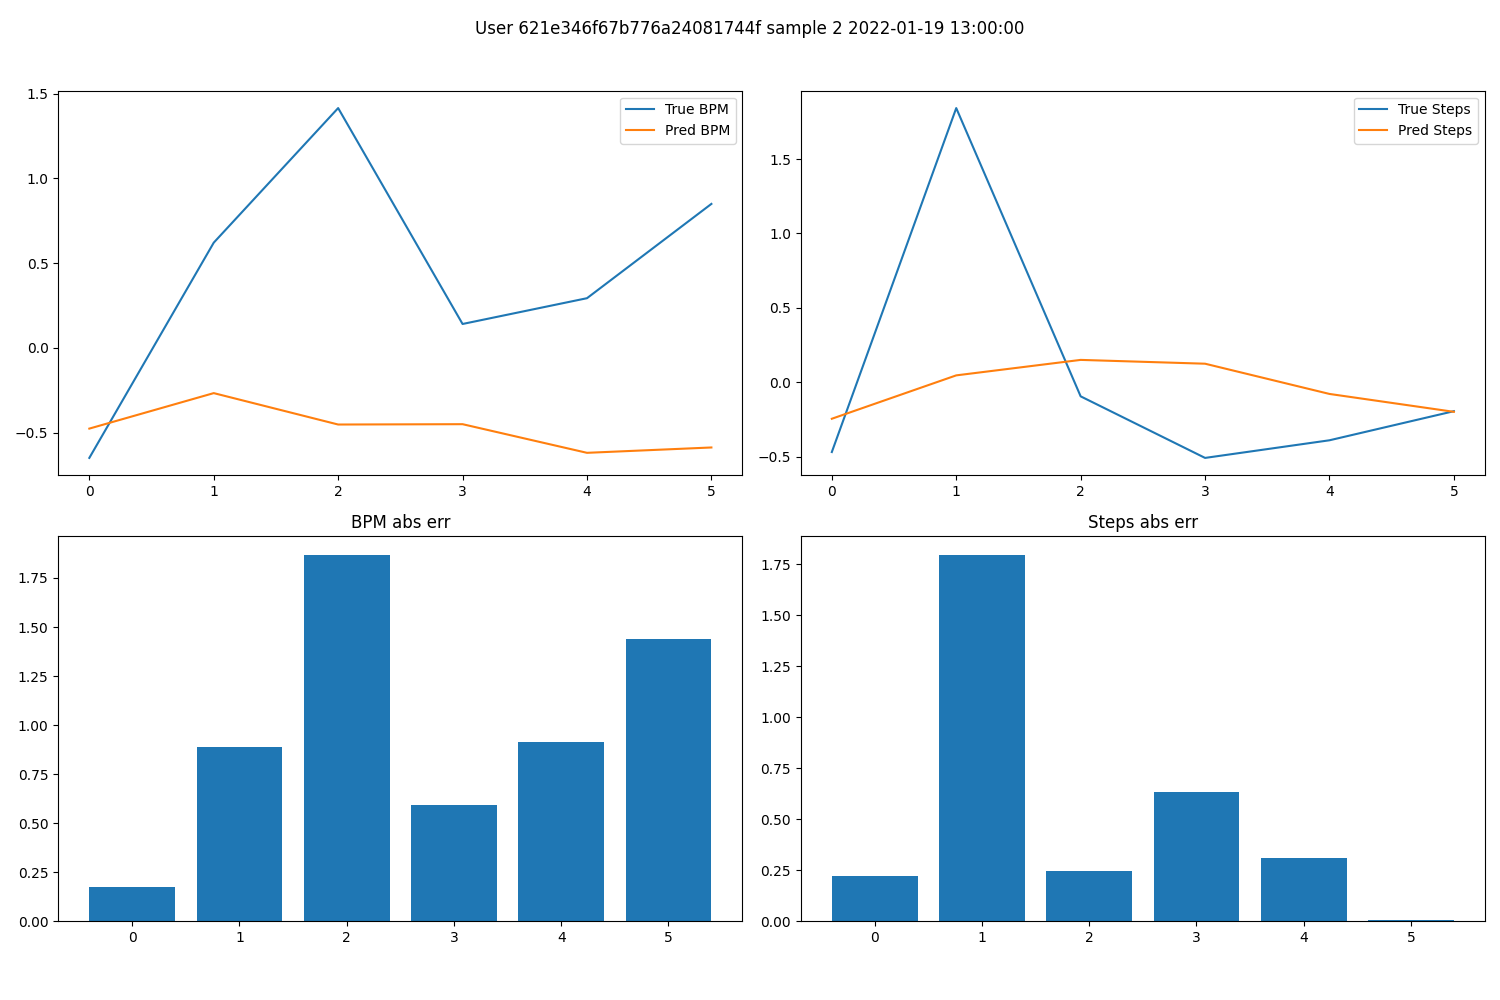 User 621e346f67b776a24081744f sample 2 2022-01-19 13:00:00
True BPM
Pred BPM
1.5
1.0
0.5
0.0
−0.5
0 1 2 3 4 5
True Steps
Pred Steps
1.5
1.0
0.5
0.0
−0.5
0 1 2 3 4 5
BPM abs err
1.75
1.50
1.25
1.00
0.75
0.50
0.25
0.00
0 1 2 3 4 5
Steps abs err
1.75
1.50
1.25
1.00
0.75
0.50
0.25
0.00
0 1 2 3 4 5